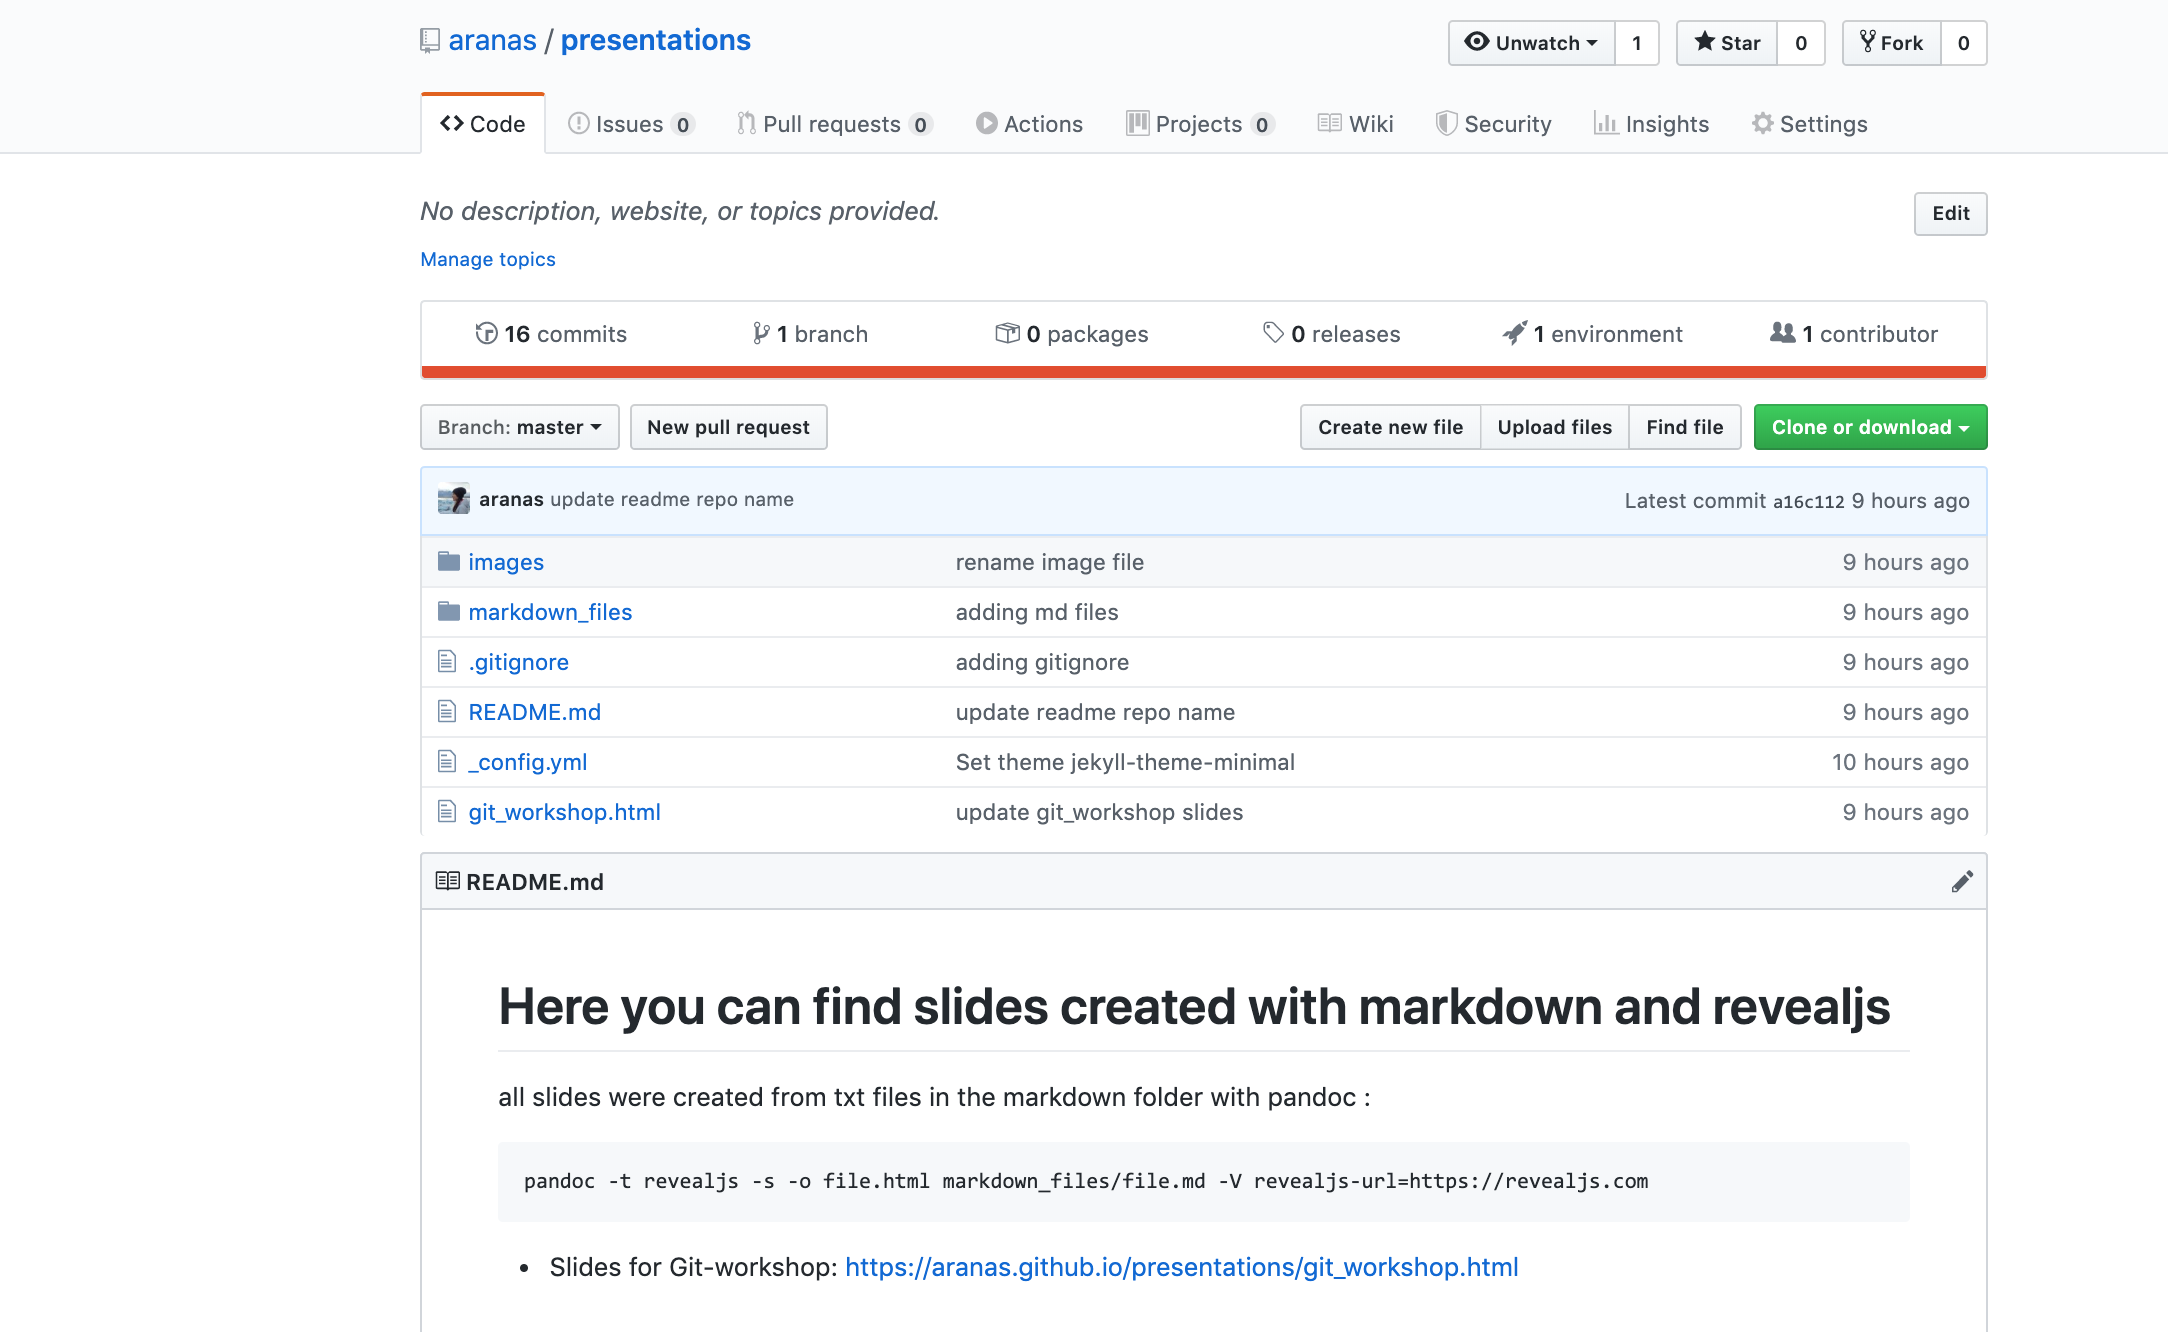 aranas / presentations
Unwatch 1 Star 0 Fork 0
Code Issues 0 Pull requests 0 Actions Projects 0 Wiki Security Insights Settings
No description, website, or topics provided. Edit
Manage topics
16 commits 1 branch 0 packages 0 releases 1 environment 1 contributor
Branch: master New pull request Create new file Upload files Find file Clone or download
aranas update readme repo name Latest commit a16c112 9 hours ago
images rename image file 9 hours ago
markdown_files adding md files 9 hours ago
.gitignore adding gitignore 9 hours ago
README.md update readme repo name 9 hours ago
_config.yml Set theme jekyll-theme-minimal 10 hours ago
git_workshop.html update git_workshop slides 9 hours ago
README.md
Here you can find slides created with markdown and revealjs
all slides were created from txt files in the markdown folder with pandoc :
pandoc -t revealjs -s -o file.html markdown_files/file.md -V revealjs-url=https://revealjs.com
• Slides for Git-workshop: https://aranas.github.io/presentations/git_workshop.html